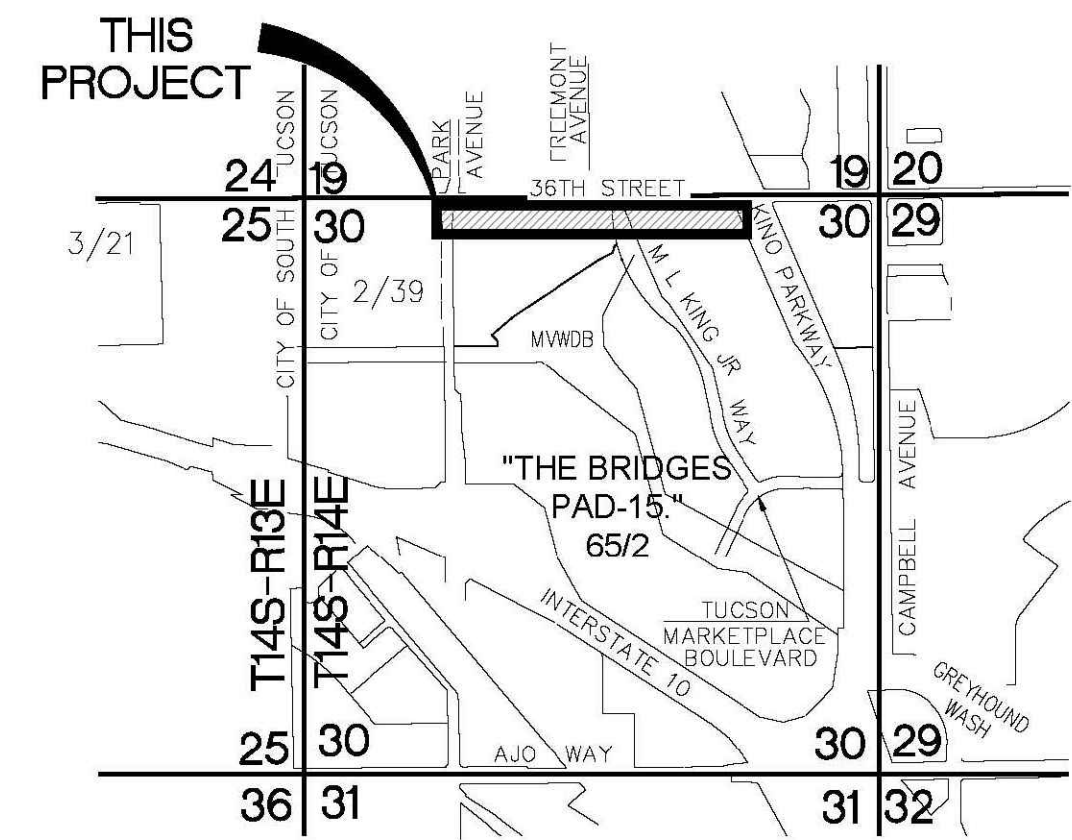 THIS
PROJECT
TUCSON
TUCSON
PARK
AVENUE
FREEMONT
AVENUE
24
19
19
20
36TH STREET
25
30
30
29
3/21
CITY OF SOUTH
CITY OF
2/39
MVWDB
M L KING JR WAY
KINO PARKWAY
"THE BRIDGES
PAD-15."
65/2
CAMPBELL AVENUE
T14S-R13E
T14S-R14E
INTERSTATE 10
TUCSON
MARKETPLACE
BOULEVARD
GREYHOUND
WASH
25
30
AJO WAY
30
29
36
31
31
32